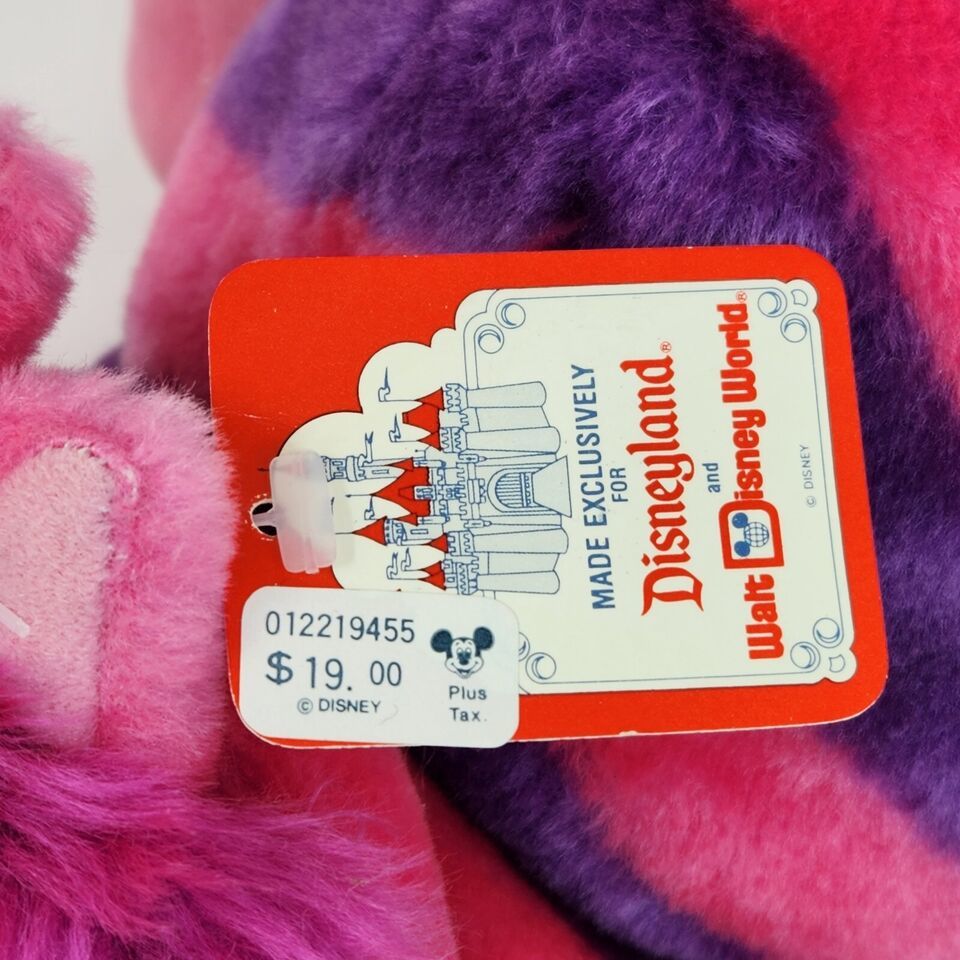 MADE EXCLUSIVELY
FOR
Disneyland®
and
Walt Disney World®
© DISNEY
012219455
$19.00
© DISNEY
Plus
Tax.